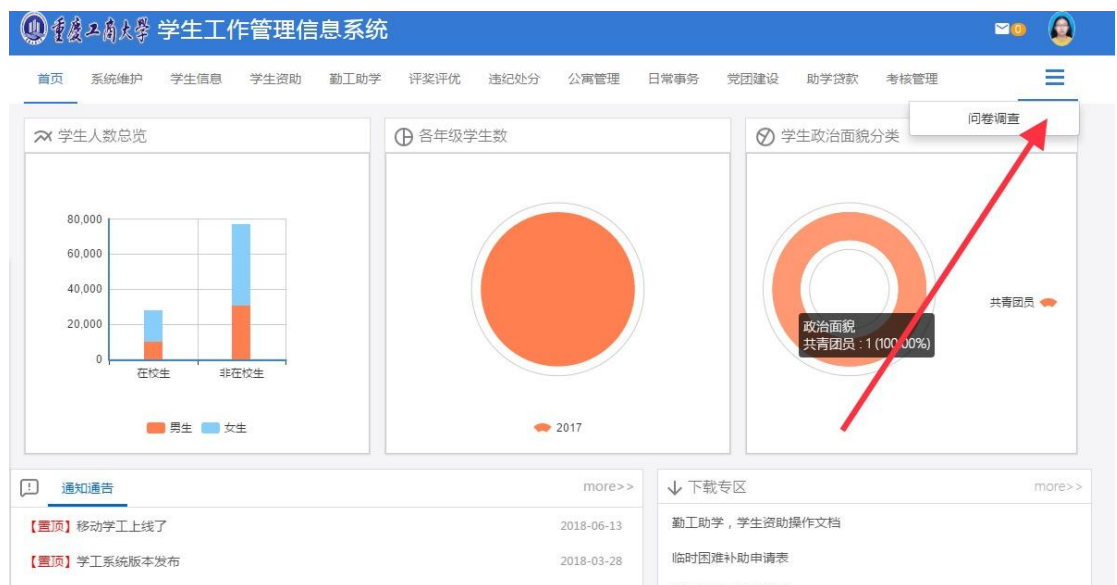 重庆工商大学 学生工作管理信息系统
0
首页 系统维护 学生信息 学生资助 勤工助学 评奖评优 违纪处分 公寓管理 日常事务 党团建设 助学贷款 考核管理
问卷调查
学生人数总览
80,000
60,000
40,000
20,000
0
在校生 非在校生
男生 女生
各年级学生数
2017
学生政治面貌分类
共青团员
政治面貌
共青团员 : 1 (100.00%)
通知通告 more>>
【置顶】移动学工上线了 2018-06-13
【置顶】学工系统版本发布 2018-03-28
下载专区 more>>
勤工助学，学生资助操作文档
临时困难补助申请表